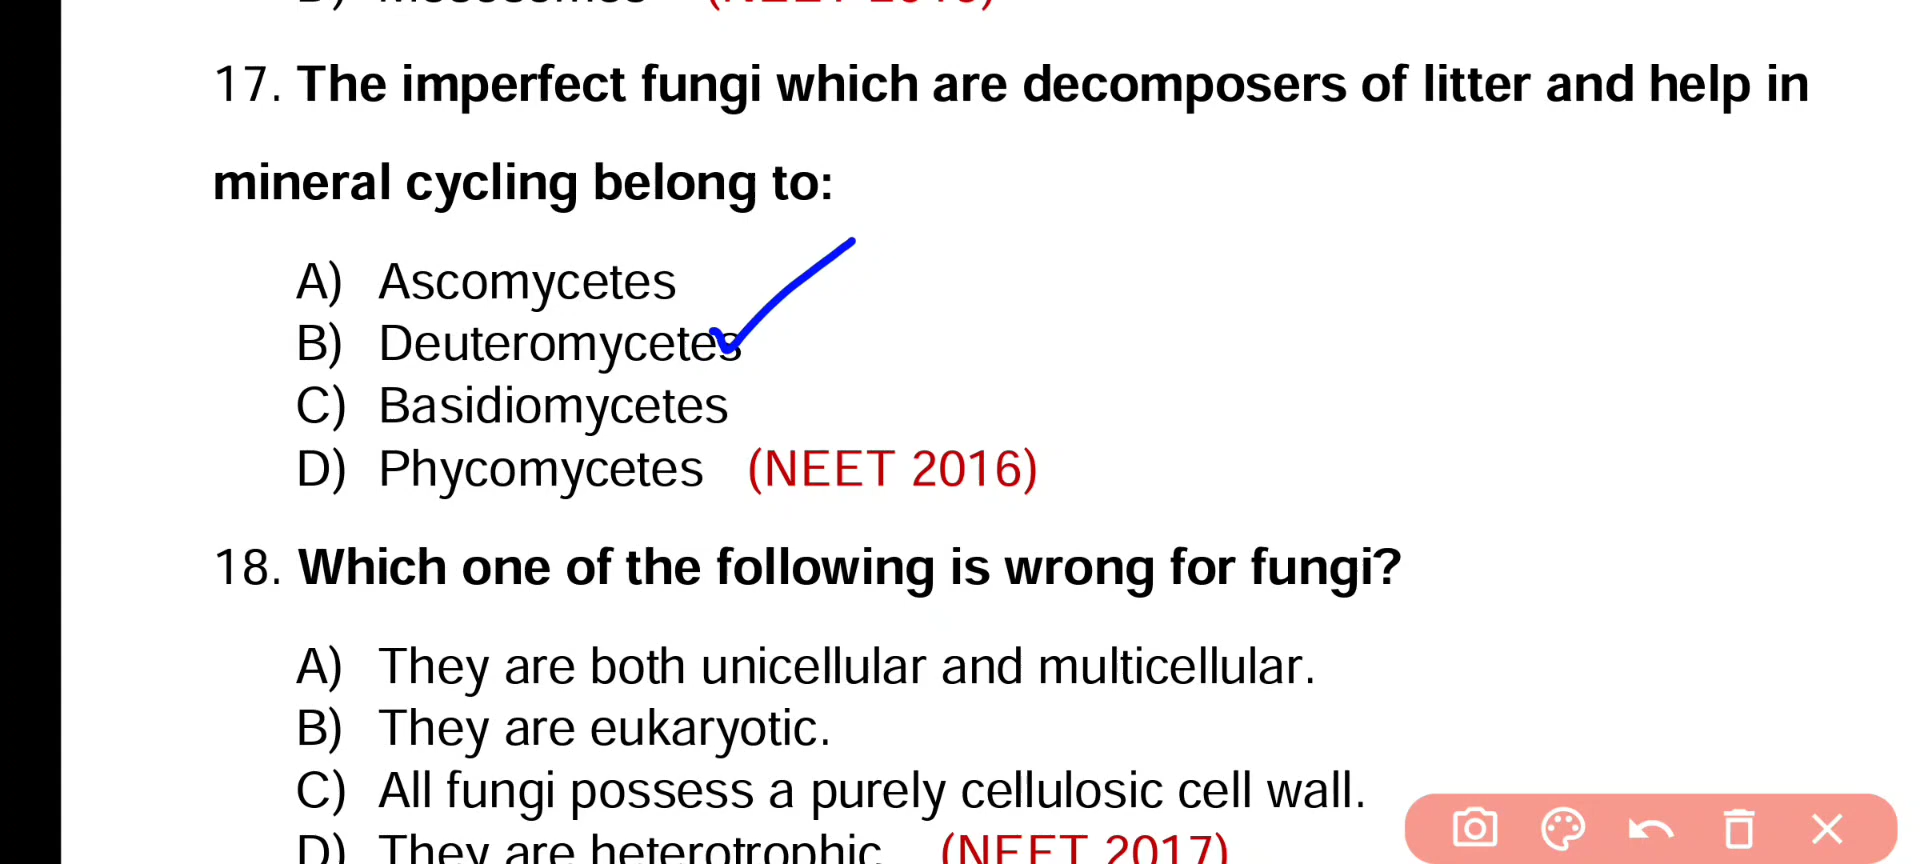 17. The imperfect fungi which are decomposers of litter and help in
mineral cycling belong to:
A) Ascomycetes
B) Deuteromycetes
C) Basidiomycetes
D) Phycomycetes (NEET 2016)
18. Which one of the following is wrong for fungi?
A) They are both unicellular and multicellular.
B) They are eukaryotic.
C) All fungi possess a purely cellulosic cell wall.
D) They are heterotrophic (NEET 2017)